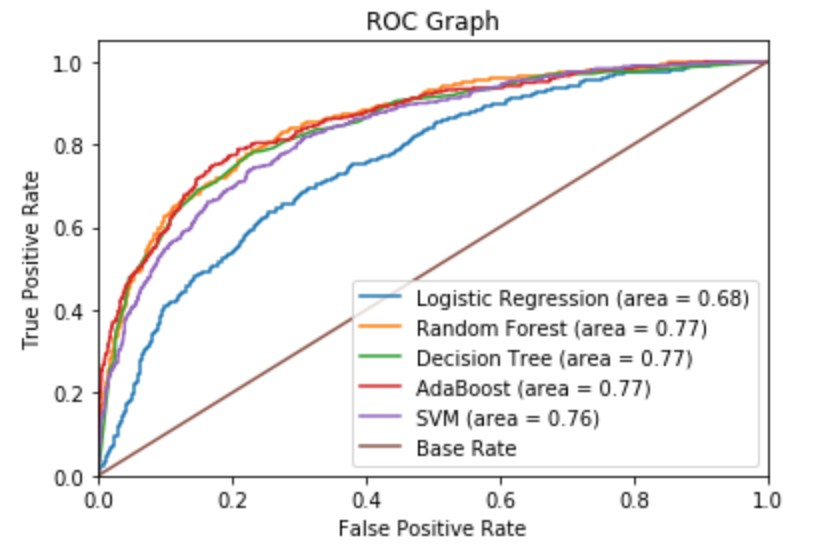 ROC Graph
1.0
0.8
0.6
0.4
0.2
0.0
True Positive Rate
Logistic Regression (area = 0.68)
Random Forest (area = 0.77)
Decision Tree (area = 0.77)
AdaBoost (area = 0.77)
SVM (area = 0.76)
Base Rate
0.0 0.2 0.4 0.6 0.8 1.0
False Positive Rate